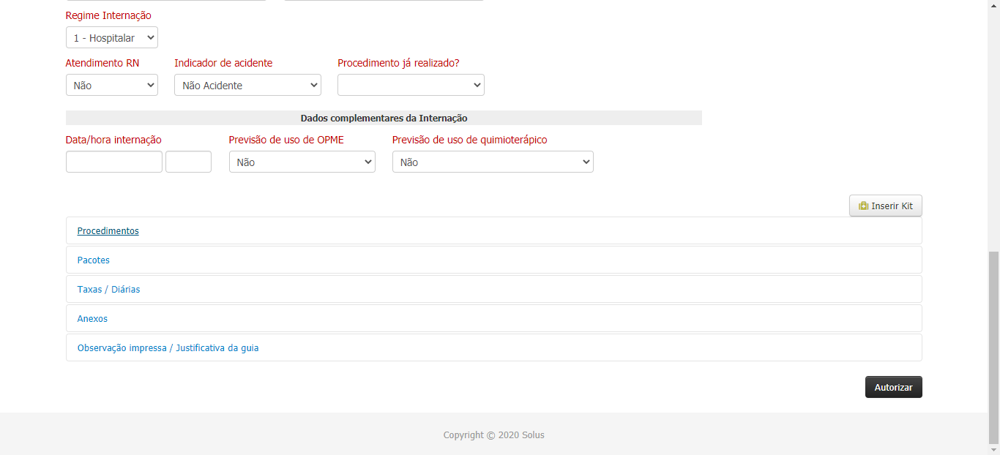 Regime Internação
1 - Hospitalar
Atendimento RN Indicador de acidente Procedimento já realizado?
Não Não Acidente
Dados complementares da Internação
Data/hora internação Previsão de uso de OPME Previsão de uso de quimioterápico
Não Não
Inserir Kit
Procedimentos
Pacotes
Taxas / Diárias
Anexos
Observação impressa / Justificativa da guia
Autorizar
Copyright © 2020 Solus